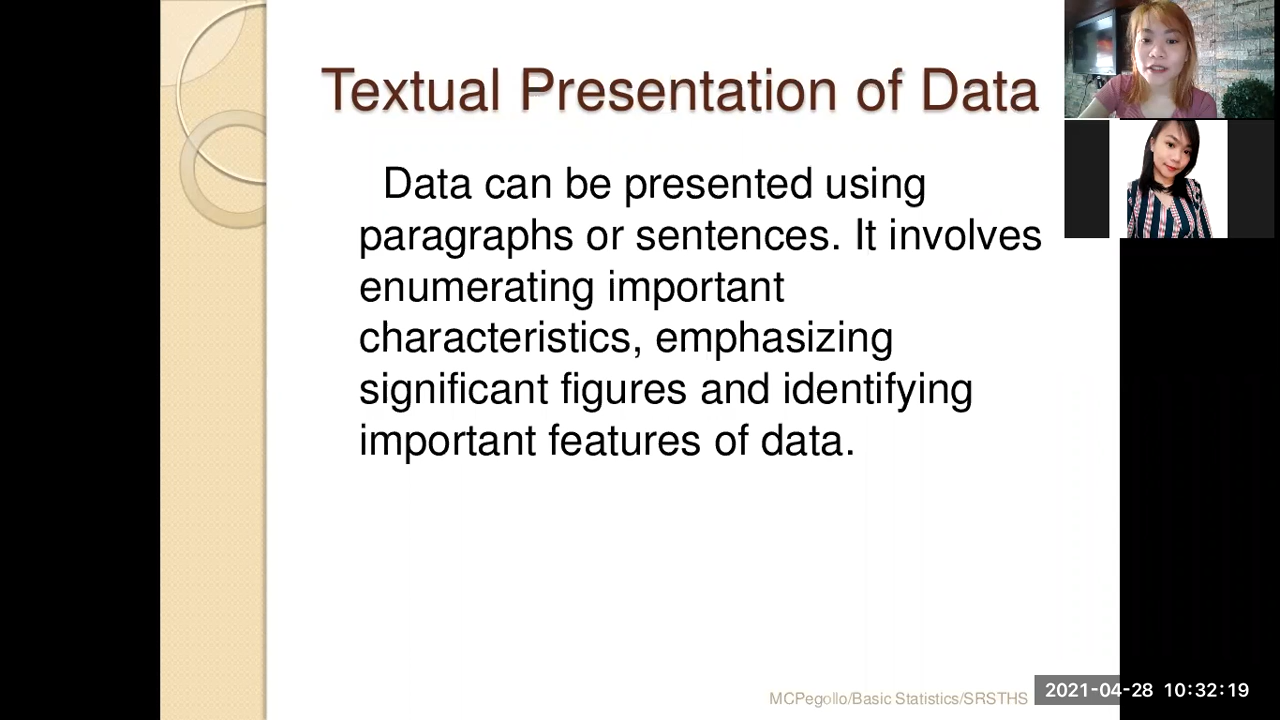 Textual Presentation of Data
Data can be presented using
paragraphs or sentences. It involves
enumerating important
characteristics, emphasizing
significant figures and identifying
important features of data.
MCPegollo/Basic Statistics/SRSTHS
2021-04-28 10:32:19